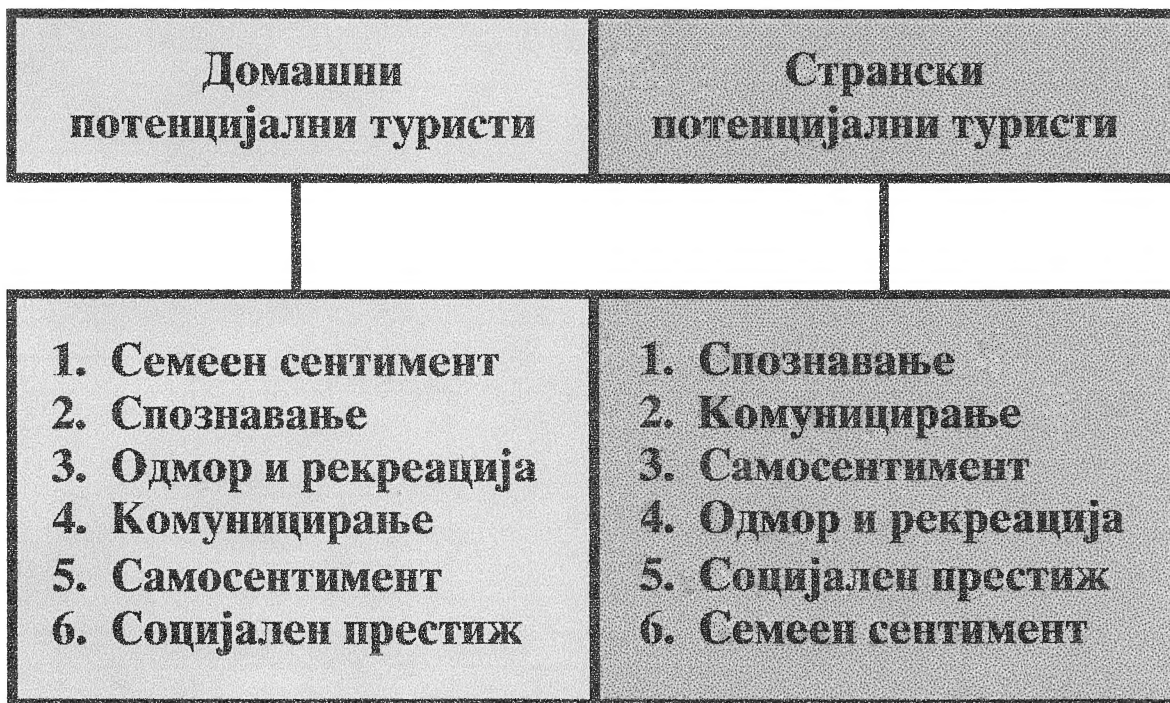 Домашни
потенцијални туристи
Странски
потенцијални туристи
1. Семеен сентимент
2. Спознавање
3. Одмор и рекреација
4. Комуницирање
5. Самосентимент
6. Социјален престиж
1. Спознавање
2. Комуницирање
3. Самосентимент
4. Одмор и рекреација
5. Социјален престиж
6. Семеен сентимент